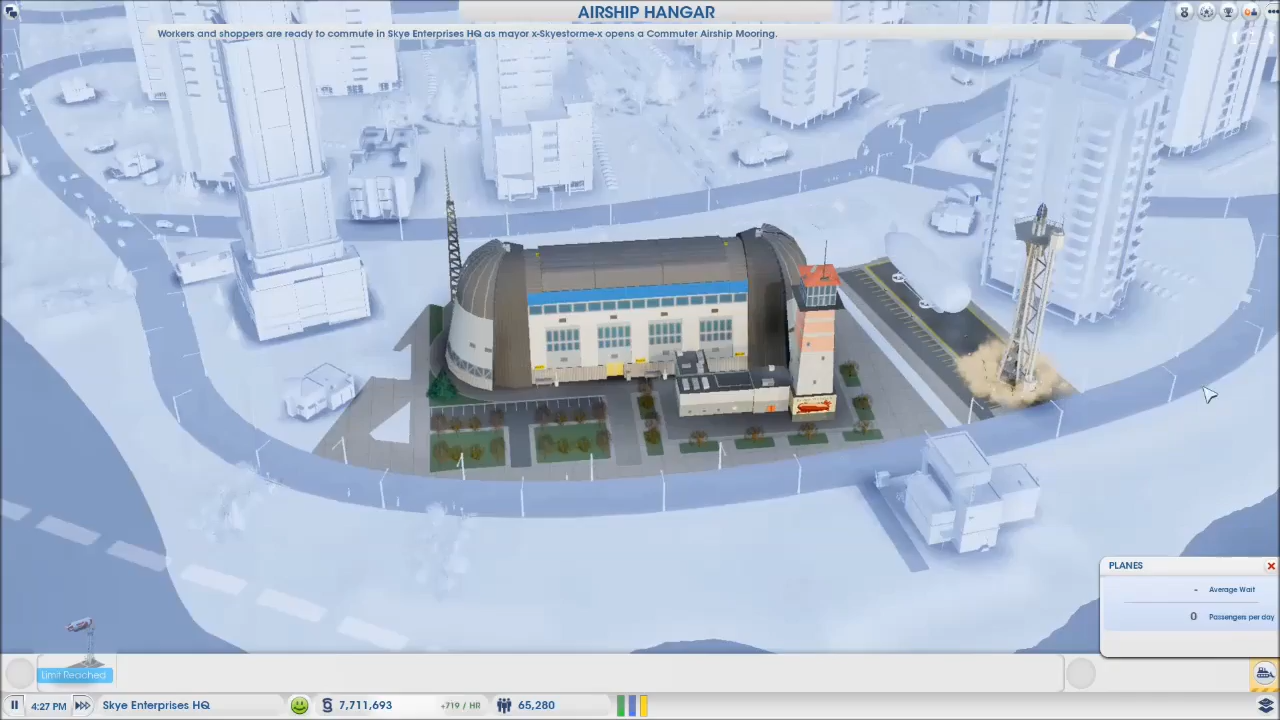 AIRSHIP HANGAR
Workers and shoppers are ready to commute in Skye Enterprises HQ as mayor x-Skyestorme-x opens a Commuter Airship Mooring.
PLANES
- Average Wait
0 Passengers per day
Limit Reached
4:27 PM Skye Enterprises HQ 7,711,693 +719 / HR 65,280